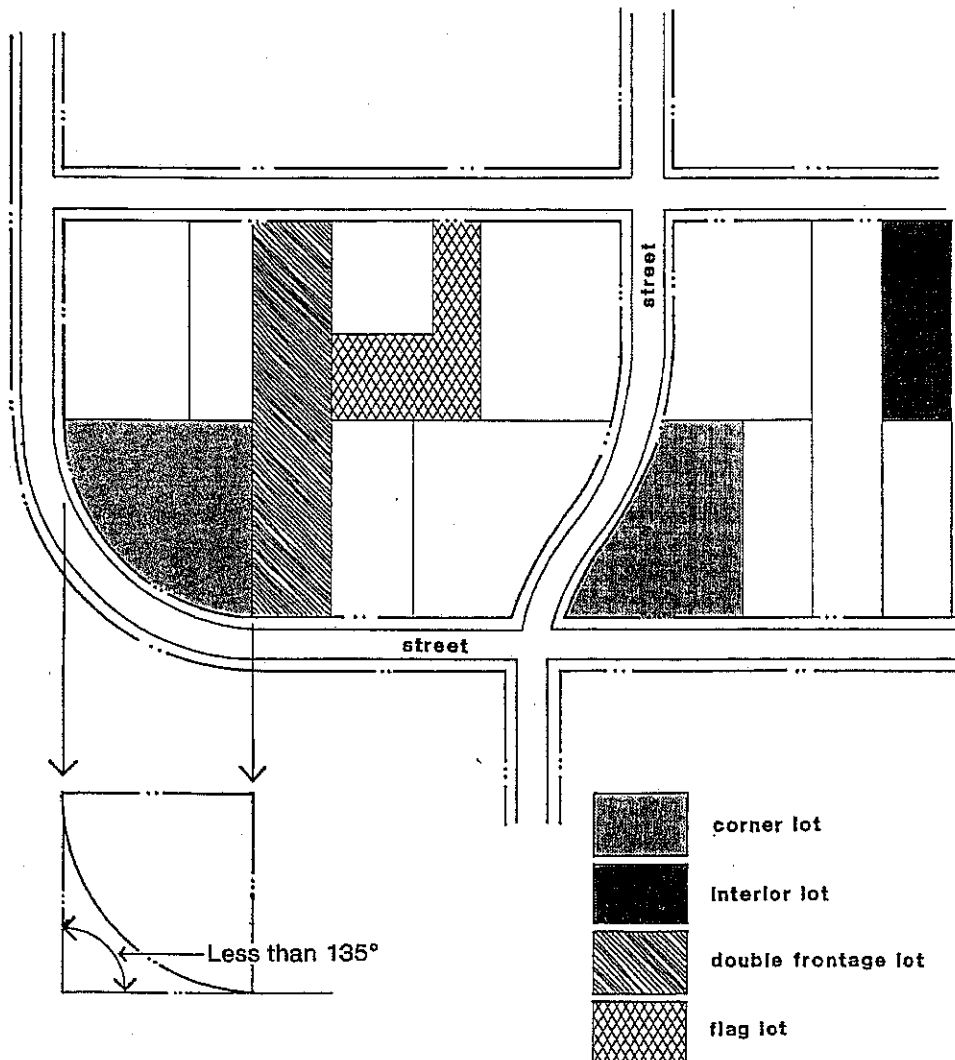 street
street
Less than 135°
corner lot
interior lot
double frontage lot
flag lot